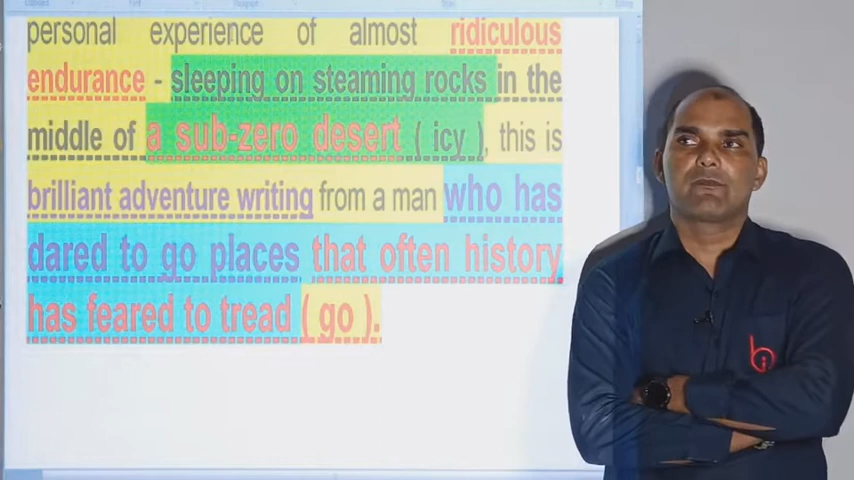 personal experience of almost ridiculous
endurance - sleeping on steaming rocks in the
middle of a sub-zero desert ( icy ), this is
brilliant adventure writing from a man who has
dared to go places that often history
has feared to tread ( go ).